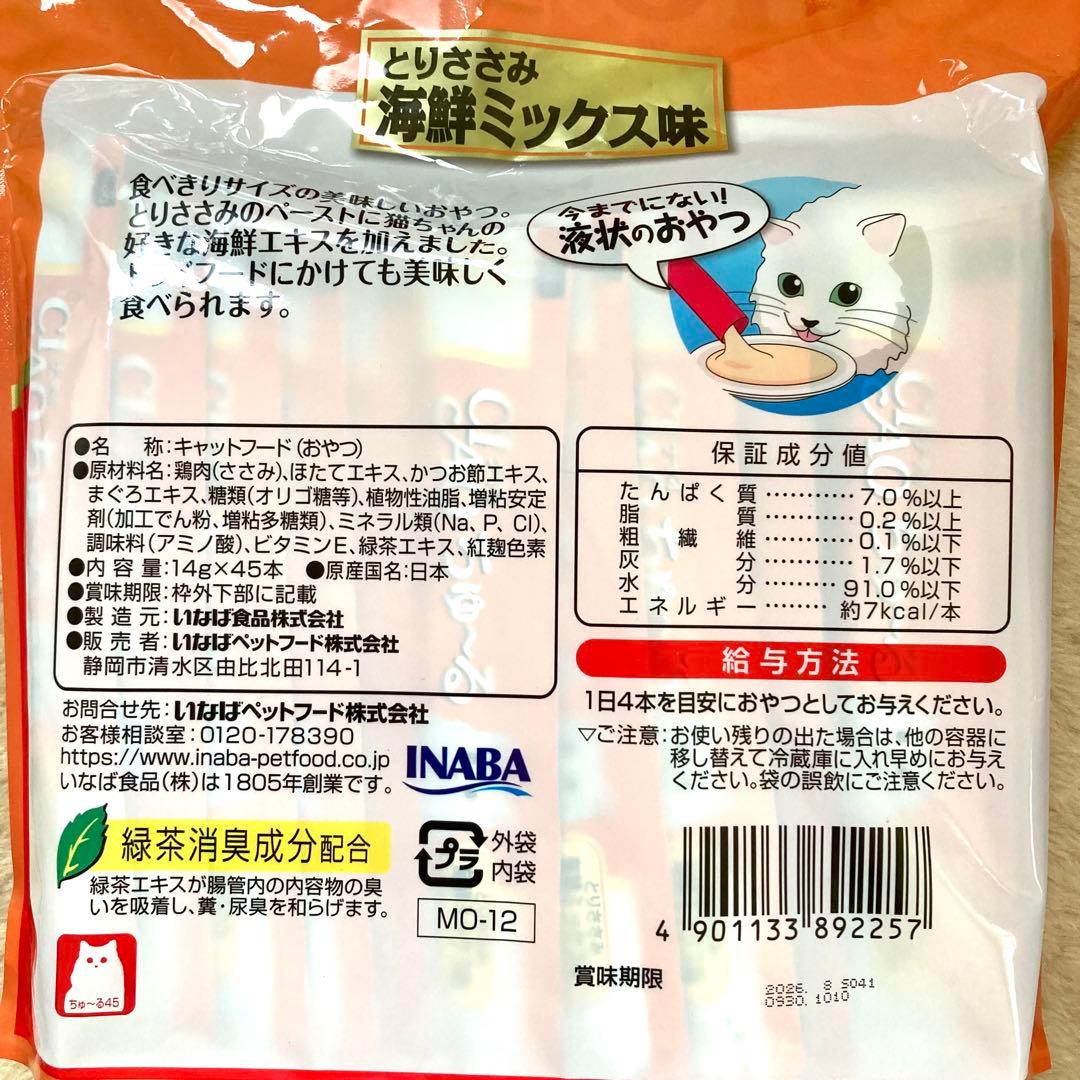 とりささみ
海鮮ミックス味
食べきりサイズの美味しいおやつ。
とりささみのペーストに猫ちゃんの
好きな海鮮エキスを加えました。
ドライフードにかけても美味しく
食べられます。
今までにない!
液状のおやつ
●名　称:キャットフード(おやつ)
●原材料名:鶏肉(ささみ)、ほたてエキス、かつお節エキス、
まぐろエキス、糖類(オリゴ糖等)、植物性油脂、増粘安定
剤(加工でん粉、増粘多糖類)、ミネラル類(Na、P、Cl)、
調味料(アミノ酸)、ビタミンE、緑茶エキス、紅麹色素
●内容量:14g×45本 ●原産国名:日本
●賞味期限:枠外下部に記載
●製造元:いなば食品株式会社
●販売者:いなばペットフード株式会社
静岡市清水区由比北田114-1
お問合せ先:いなばペットフード株式会社
お客様相談室:0120-178390
https://www.inaba-petfood.co.jp
いなば食品(株)は1805年創業です。
INABA
緑茶消臭成分配合
緑茶エキスが腸管内の内容物の臭
いを吸着し、糞・尿臭を和らげます。
プラ
外袋
内袋
MO-12
ちゅ〜る45
保証成分値
たんぱく質…………7.0%以上
脂質…………0.2%以上
粗繊維…………0.1%以下
灰分…………1.7%以下
水分…………91.0%以下
エネルギー………約7kcal/本
給与方法
1日4本を目安におやつとしてお与えください。
▽ご注意:お使い残りの出た場合は、他の容器に
移し替えて冷蔵庫に入れ早めにお与え
ください。袋の誤飲にご注意ください。
4 901133 892257
賞味期限
2026. 8 5041
0930.1010